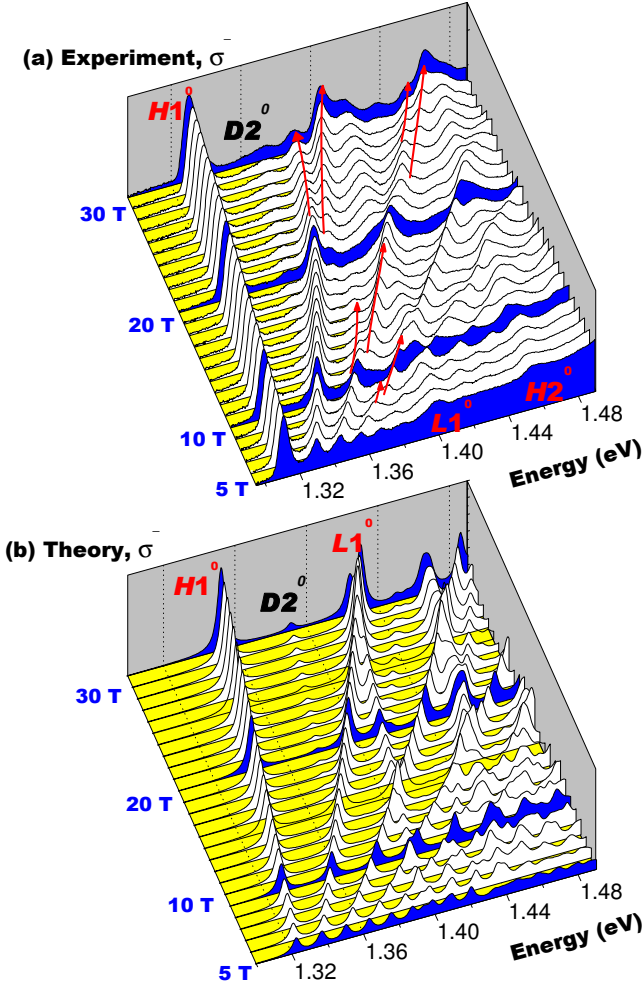 (a) Experiment, σ⁻
H1⁰
D2⁰
30 T
20 T
10 T
5 T
L1⁰
H2⁰
1.32
1.36
1.40
1.44
1.48
Energy (eV)
(b) Theory, σ⁻
H1⁰
D2⁰
L1⁰
30 T
20 T
10 T
5 T
1.32
1.36
1.40
1.44
1.48
Energy (eV)